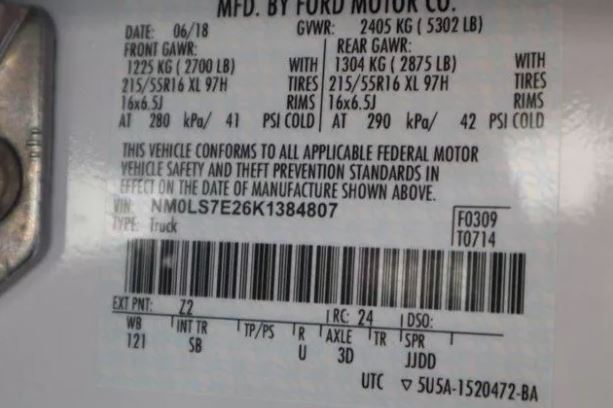 MFD. BY FORD MOTOR CO.
DATE: 06/18 GVWR: 2405 KG ( 5302 LB)
FRONT GAWR: REAR GAWR:
1225 KG ( 2700 LB) WITH 1304 KG ( 2875 LB) WITH
215/55R16 XL 97H TIRES 215/55R16 XL 97H TIRES
16x6.5J RIMS 16x6.5J RIMS
AT 280 kPa/ 41 PSI COLD AT 290 kPa/ 42 PSI COLD
THIS VEHICLE CONFORMS TO ALL APPLICABLE FEDERAL MOTOR
VEHICLE SAFETY AND THEFT PREVENTION STANDARDS IN
EFFECT ON THE DATE OF MANUFACTURE SHOWN ABOVE.
VIN: NM0LS7E26K1384807
TYPE: Truck
F0309
T0714
EXT PNT: Z2 RC: 24 DSO:
WB INT TR TP/PS R AXLE TR SPR
121 SB U 3D JJDD
UTC ▽ 5U5A-1520472-BA